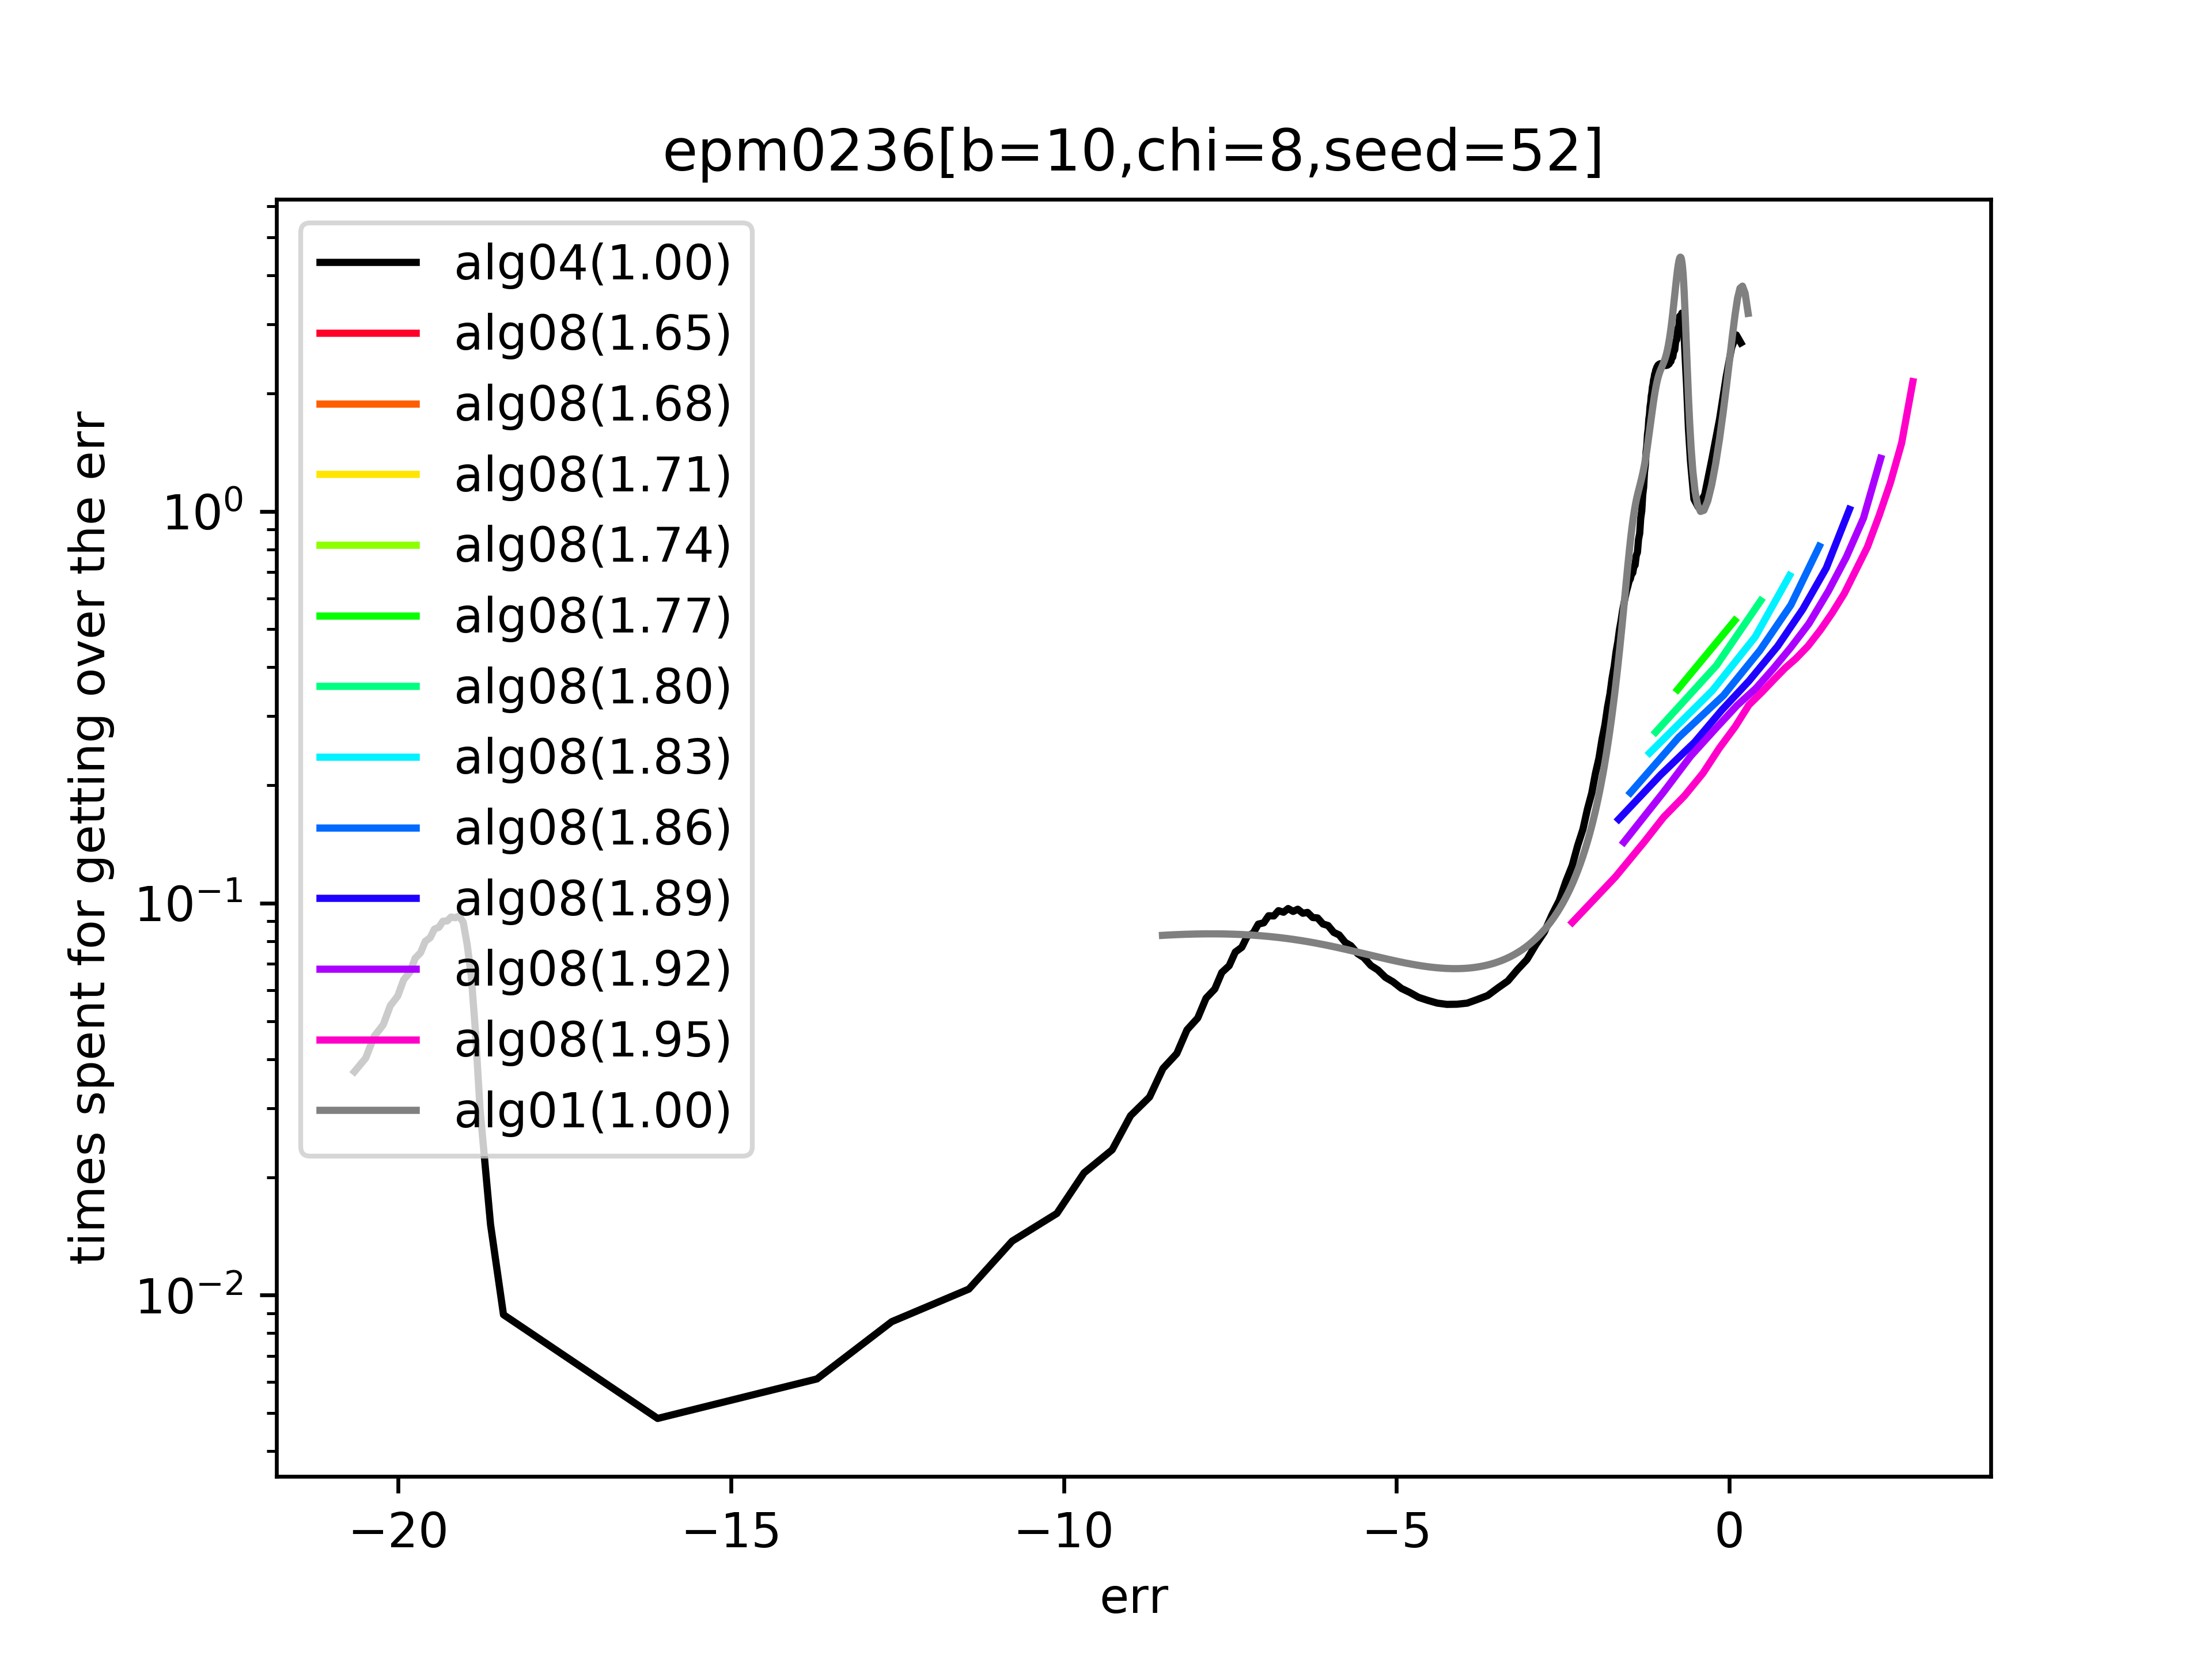 epm0236[b=10,chi=8,seed=52]
times spent for getting over the err
10^0
10^-1
10^-2
alg04(1.00)
alg08(1.65)
alg08(1.68)
alg08(1.71)
alg08(1.74)
alg08(1.77)
alg08(1.80)
alg08(1.83)
alg08(1.86)
alg08(1.89)
alg08(1.92)
alg08(1.95)
alg01(1.00)
−20 −15 −10 −5 0
err